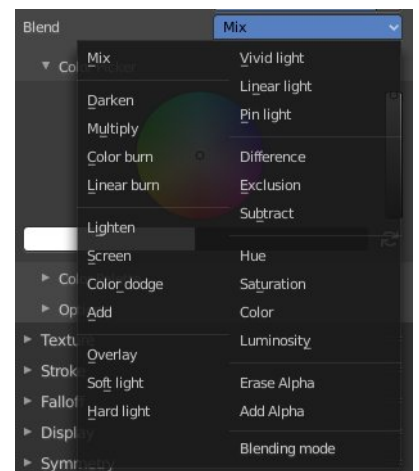 Blend
Mix
Mix
Darken
Multiply
Color burn
Linear burn
Lighten
Screen
Color dodge
Add
Overlay
Soft light
Hard light
Vivid light
Linear light
Pin light
Difference
Exclusion
Subtract
Hue
Saturation
Color
Luminosity
Erase Alpha
Add Alpha
Blending mode